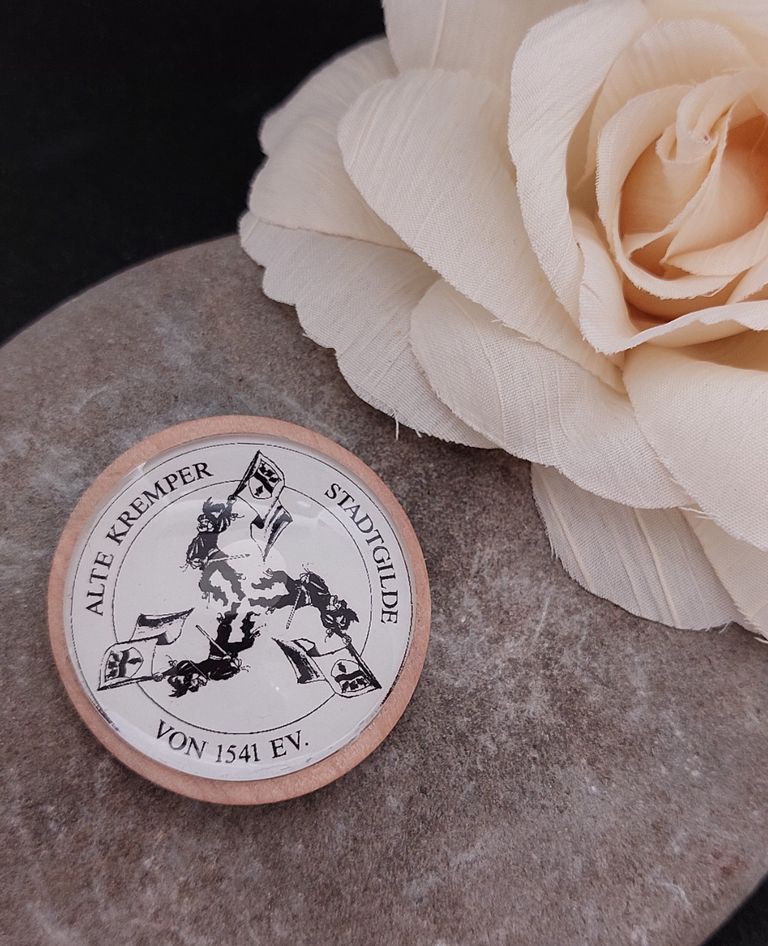 ALTE KREMPER STADTGILDE
VON 1541 EV.